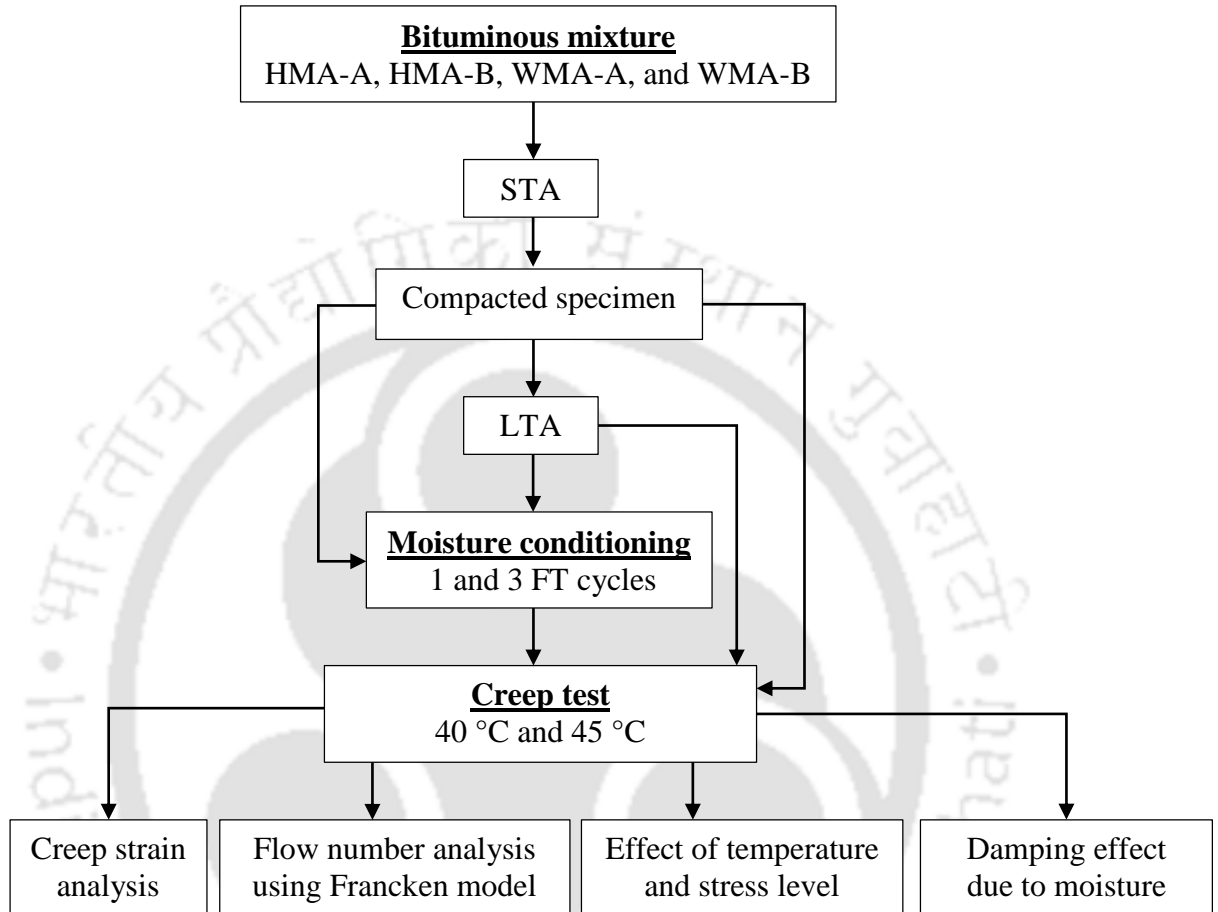 Bituminous mixture
HMA-A, HMA-B, WMA-A, and WMA-B
STA
Compacted specimen
LTA
Moisture conditioning
1 and 3 FT cycles
Creep test
40 °C and 45 °C
Creep strain
analysis
Flow number analysis
using Francken model
Effect of temperature
and stress level
Damping effect
due to moisture
भारतीय प्रौद्योगिकी संस्थान गुवाहाटी